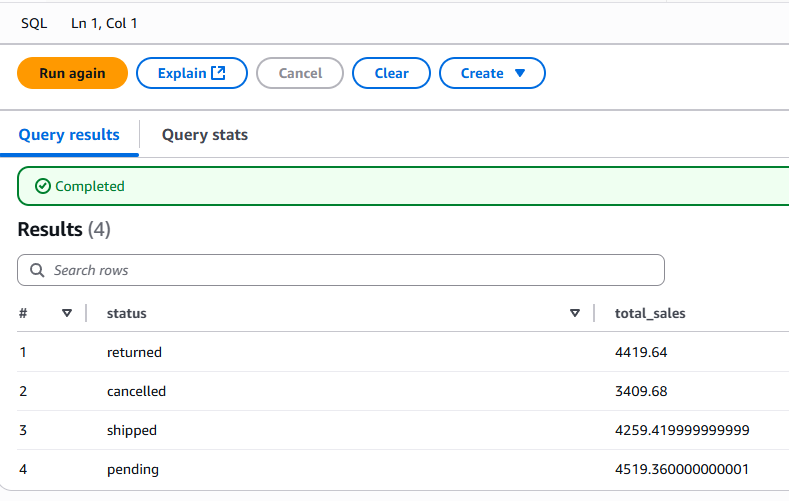 SQL Ln 1, Col 1
Run again Explain Cancel Clear Create
Query results Query stats
Completed
Results (4)
Search rows
# status total_sales
1 returned 4419.64
2 cancelled 3409.68
3 shipped 4259.419999999999
4 pending 4519.360000000001